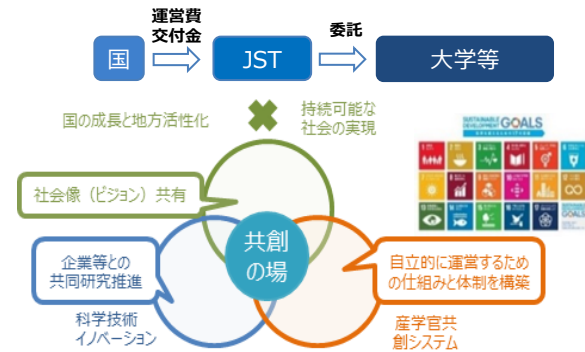 運営費
交付金
委託
国
JST
大学等
国の成長と地方活性化
持続可能な
社会の実現
SUSTAINABLE
DEVELOPMENT GOALS
社会像（ビジョン）共有
共創
の場
企業等との
共同研究推進
自立的に運営するため
の仕組みと体制を構築
科学技術
イノベーション
産学官共
創システム